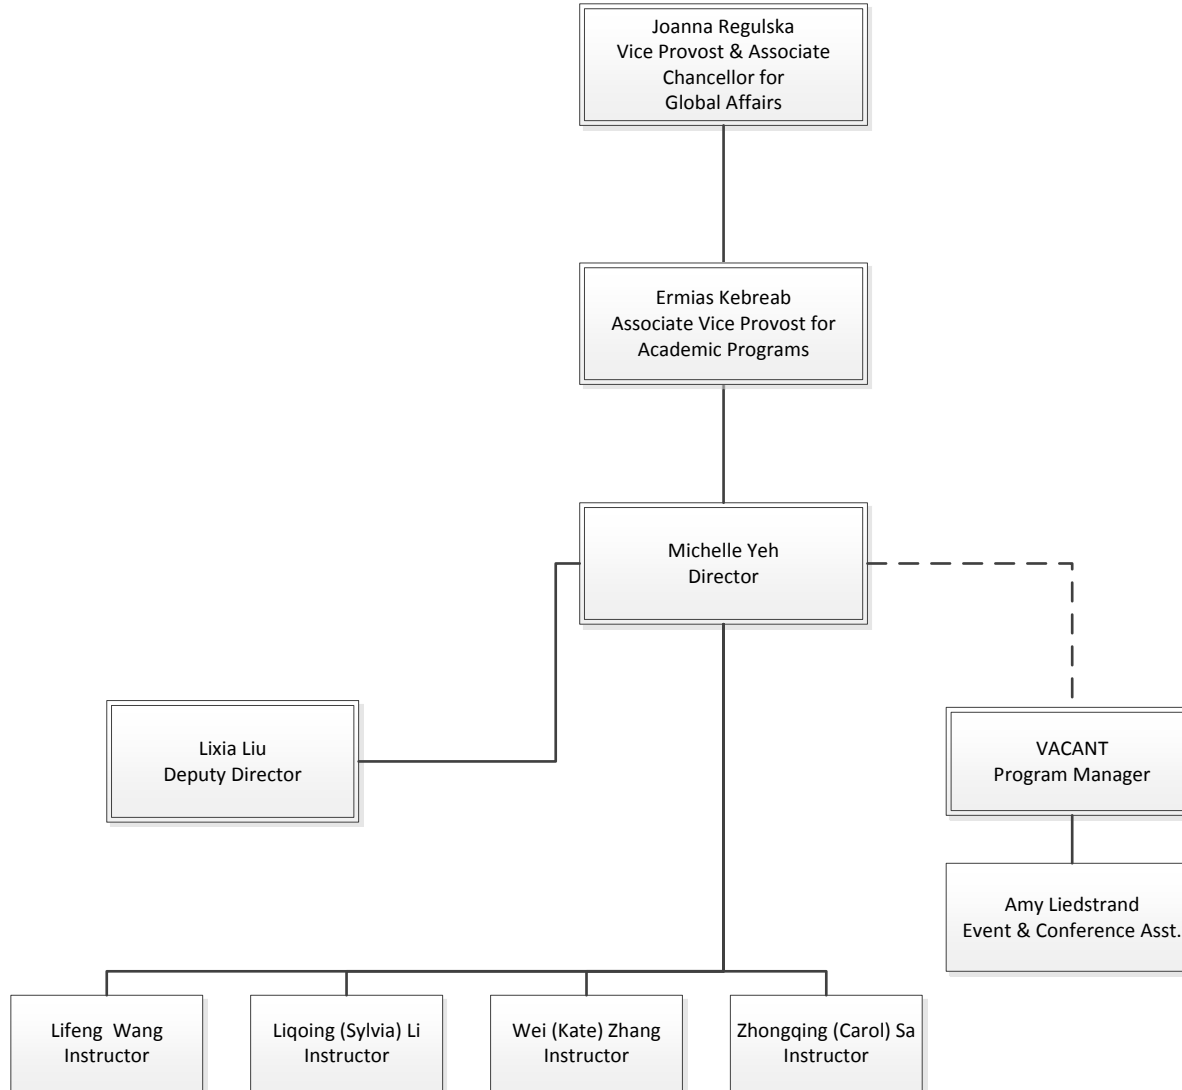 Joanna Regulska
Vice Provost & Associate
Chancellor for
Global Affairs
Ermias Kebreab
Associate Vice Provost for
Academic Programs
Michelle Yeh
Director
Lixia Liu
Deputy Director
VACANT
Program Manager
Amy Liedstrand
Event & Conference Asst.
Lifeng Wang
Instructor
Liqoing (Sylvia) Li
Instructor
Wei (Kate) Zhang
Instructor
Zhongqing (Carol) Sa
Instructor